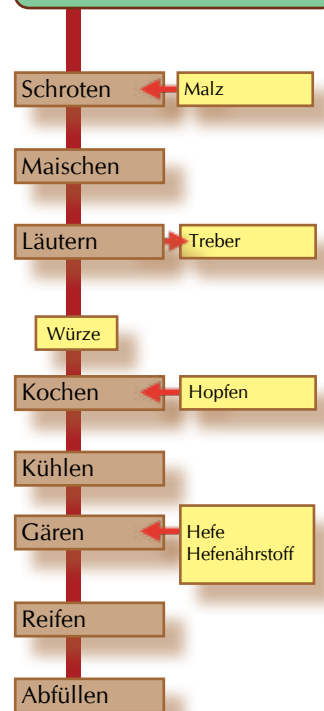 Schroten
Malz
Maischen
Läutern
Treber
Würze
Kochen
Hopfen
Kühlen
Gären
Hefe
Hefenährstoff
Reifen
Abfüllen